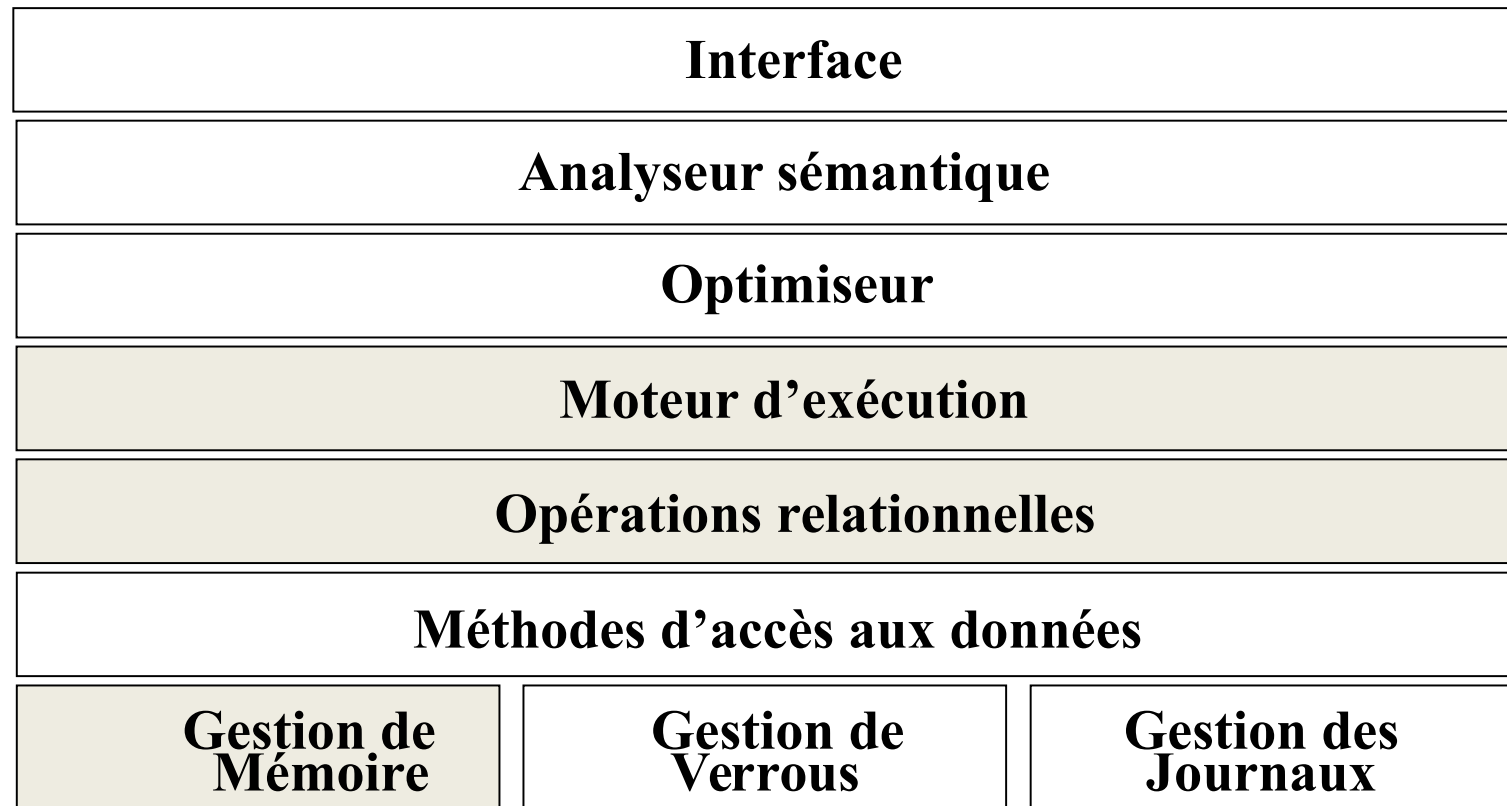 Interface
Analyseur sémantique
Optimiseur
Moteur d’exécution
Opérations relationnelles
Méthodes d’accès aux données
Gestion de
Mémoire
Gestion de
Verrous
Gestion des
Journaux